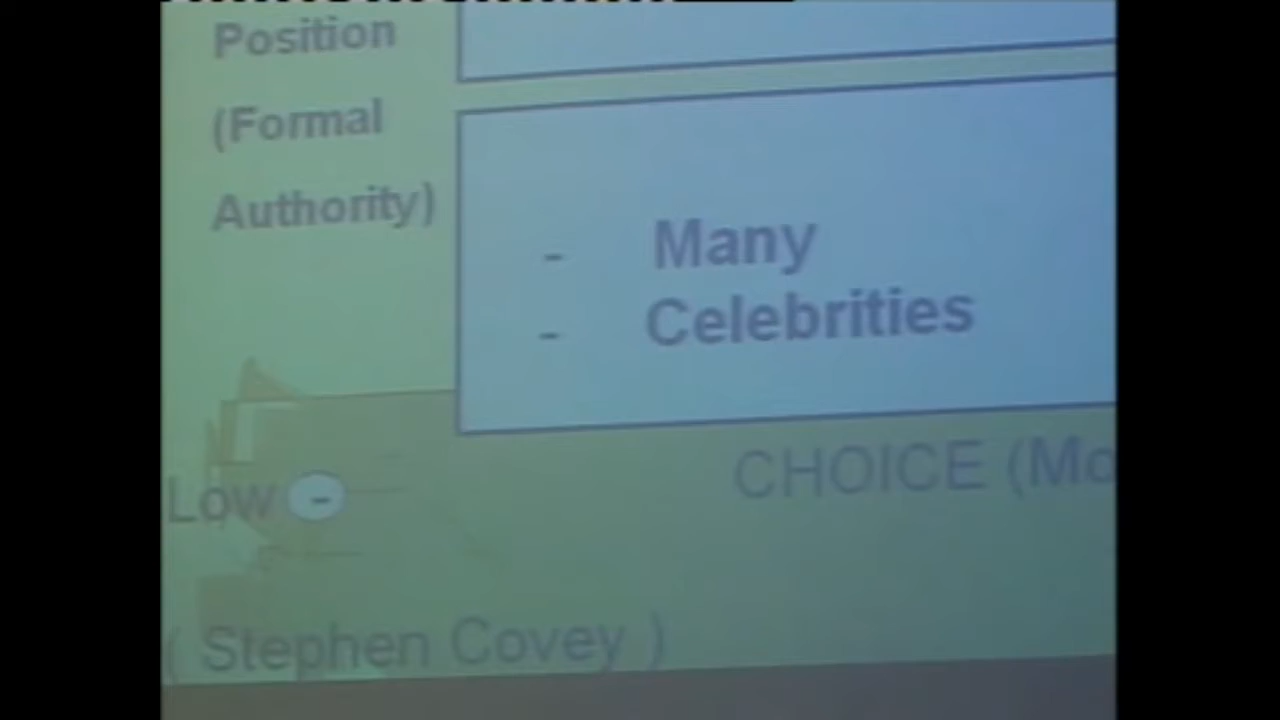 Position
(Formal
Authority)
- Many
- Celebrities
Low -
CHOICE (Mo
( Stephen Covey )